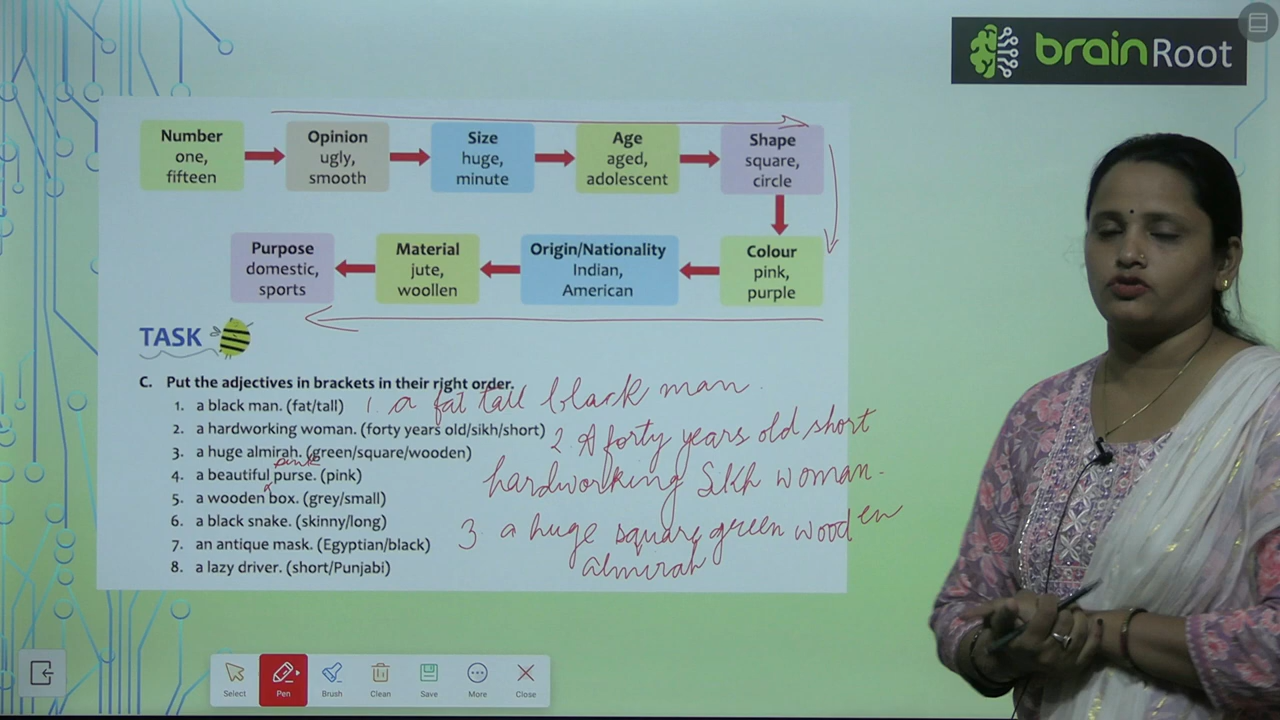 brainRoot
Number
one,
fifteen
Opinion
ugly,
smooth
Size
huge,
minute
Age
aged,
adolescent
Shape
square,
circle
Purpose
domestic,
sports
Material
jute,
woollen
Origin/Nationality
Indian,
American
Colour
pink,
purple
TASK
C. Put the adjectives in brackets in their right order.
1. a black man. (fat/tall) 1. a fat tall black man.
2. a hardworking woman. (forty years old/sikh/short) 2. A forty years old short
hardworking Sikh woman.
3. a huge almirah. (green/square/wooden)
pink
4. a beautiful purse. (pink)
5. a wooden box. (grey/small)
6. a black snake. (skinny/long)
7. an antique mask. (Egyptian/black) 3. a huge square green wooden
almirah
8. a lazy driver. (short/Punjabi)
Select
Pen
Brush
Clean
Save
More
Close